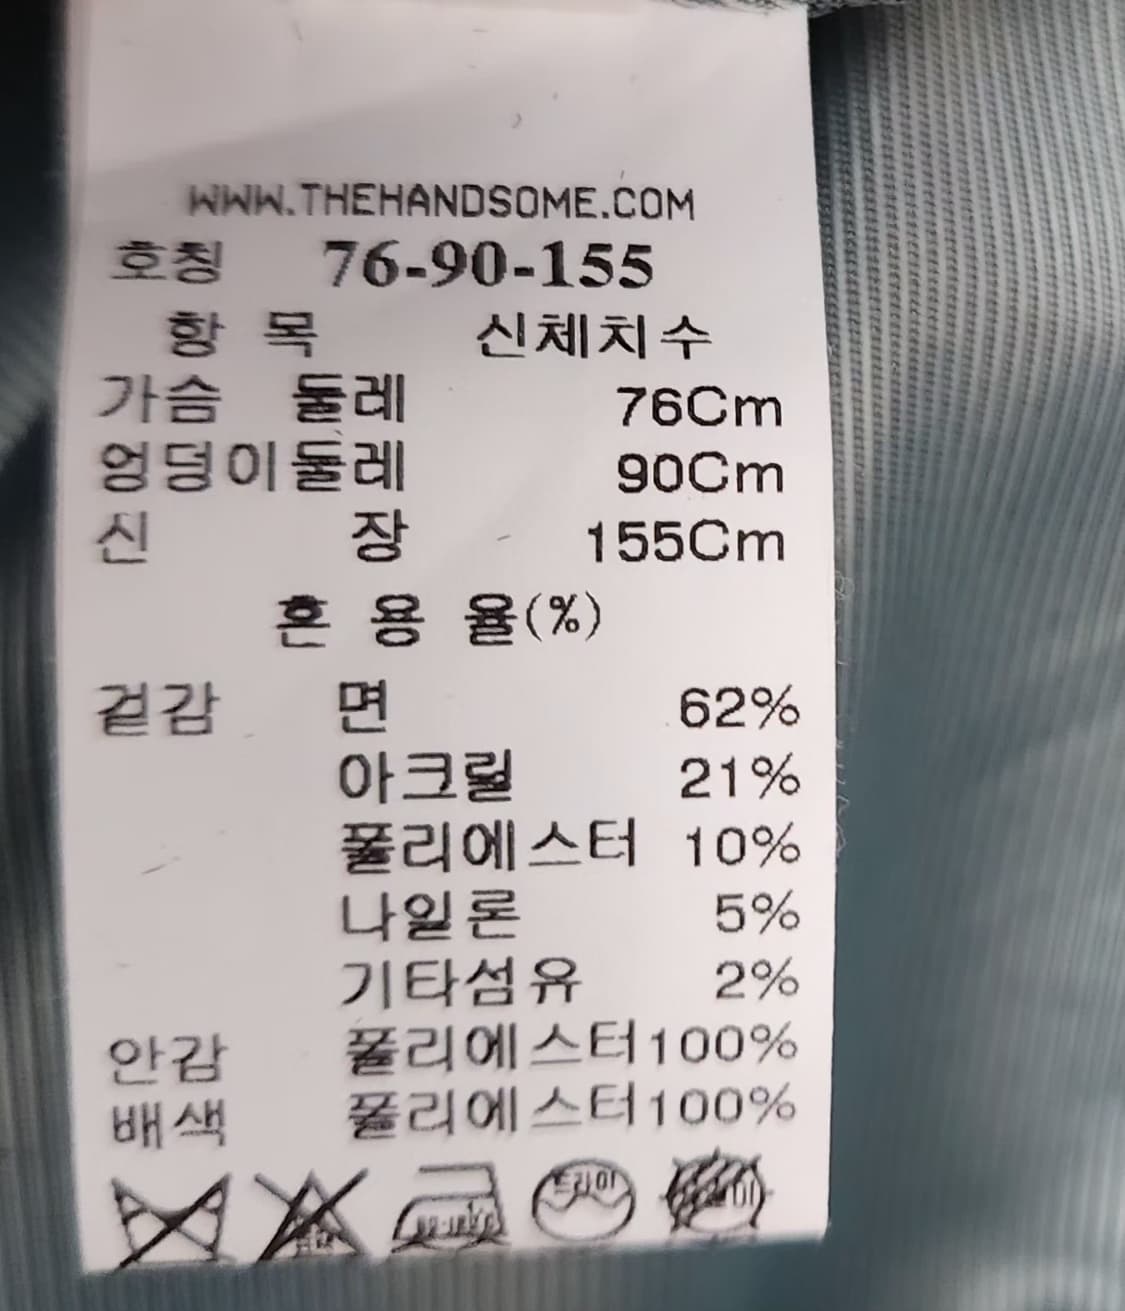 WWW.THEHANDSOME.COM
호칭 76-90-155
항 목 신체치수
가슴 둘레 76Cm
엉덩이둘레 90Cm
신 장 155Cm
혼 용 율(%)
겉감 면 62%
아크릴 21%
폴리에스터 10%
나일론 5%
기타섬유 2%
안감 폴리에스터100%
배색 폴리에스터100%
드라이